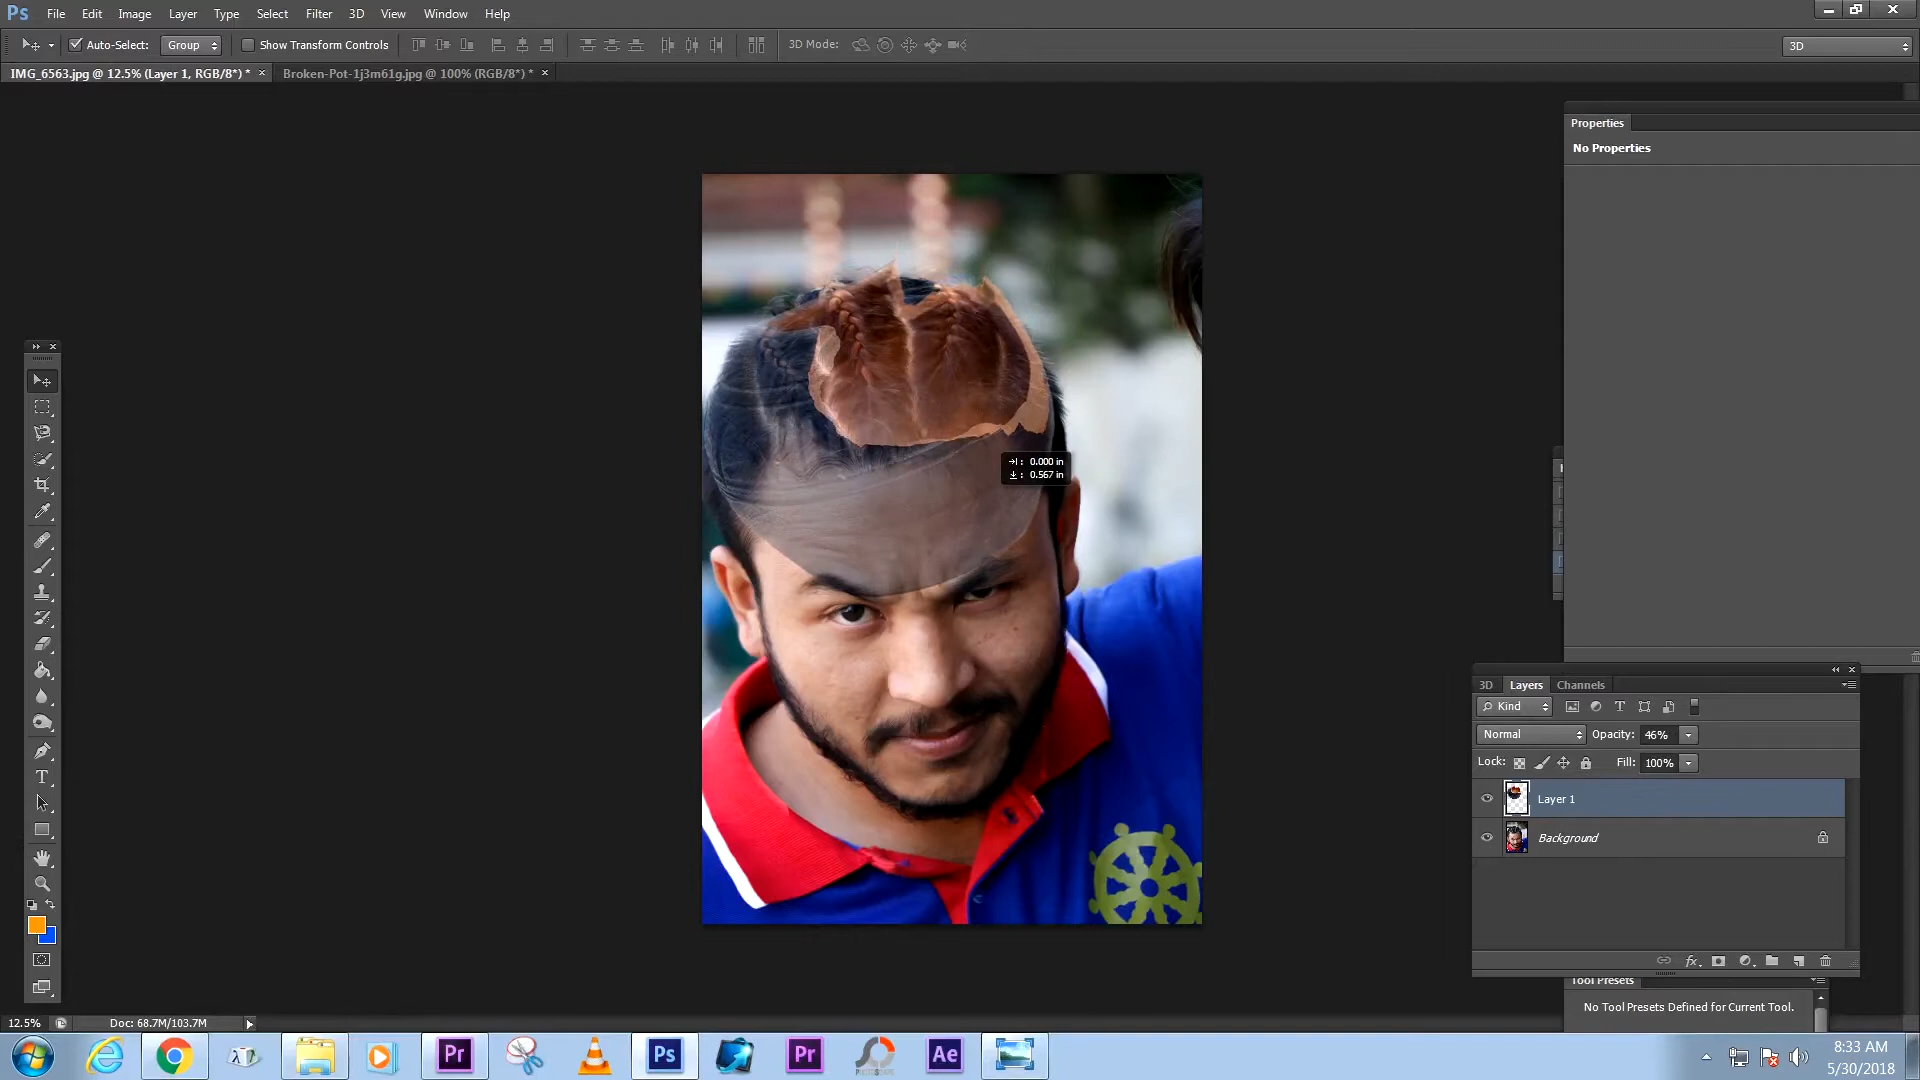 Ps File Edit Image Layer Type Select Filter 3D View Window Help
Auto-Select: Group Show Transform Controls 3D Mode: 3D
IMG_6563.jpg @ 12.5% (Layer 1, RGB/8*) * × Broken-Pot-1j3m61g.jpg @ 100% (RGB/8*) * ×
Properties
No Properties
0.000 in
0.567 in
3D Layers Channels
Kind
Normal Opacity: 46%
Lock: Fill: 100%
Layer 1
Background
Tool Presets
No Tool Presets Defined for Current Tool.
12.5% Doc: 68.7M/103.7M
Pr Ps Pr Ae
8:33 AM
5/30/2018